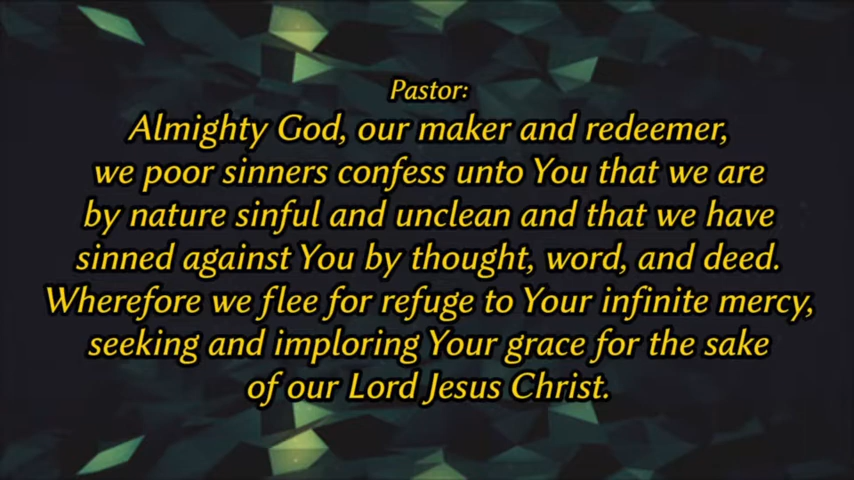 Pastor:
Almighty God, our maker and redeemer,
we poor sinners confess unto You that we are
by nature sinful and unclean and that we have
sinned against You by thought, word, and deed.
Wherefore we flee for refuge to Your infinite mercy,
seeking and imploring Your grace for the sake
of our Lord Jesus Christ.